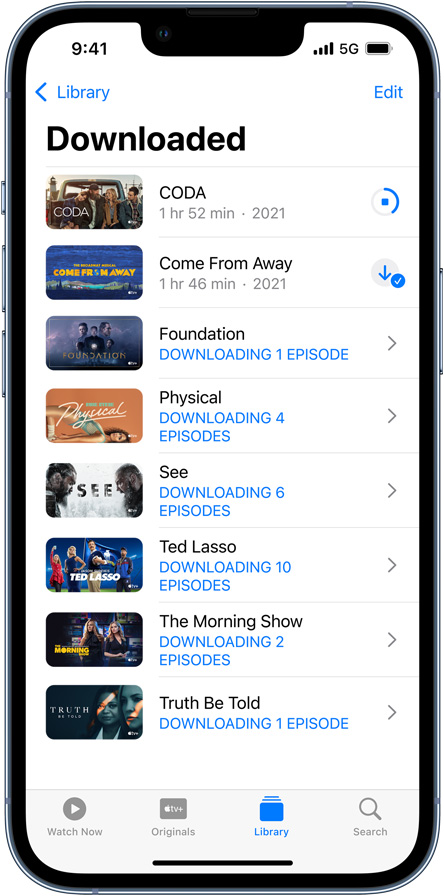 9:41
5G
Library
Edit
Downloaded
CODA
CODA
1 hr 52 min · 2021
COME FROM AWAY
Come From Away
1 hr 46 min · 2021
FOUNDATION
Foundation
DOWNLOADING 1 EPISODE
Physical
Physical
DOWNLOADING 4
EPISODES
SEE
See
DOWNLOADING 6
EPISODES
TED LASSO
Ted Lasso
DOWNLOADING 10
EPISODES
THE
MORNING
SHOW
The Morning Show
DOWNLOADING 2
EPISODES
TRUTH
BE TOLD
Truth Be Told
DOWNLOADING 1 EPISODE
tv+
Watch Now
Originals
Library
Search